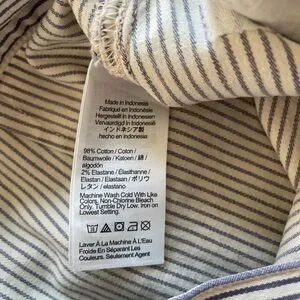 Made in Indonesia
Fabriqué en Indonésie
Hergestellt in Indonesien
Vervaardigd in Indonesië
インドネシア製
hecho en Indonesia
98% Cotton / Coton /
Baumwolle / Katoen / 綿 /
algodón
2% Elastane / Élasthanne /
Elastan / Elastaan / ポリウ
レタン / elastano
Machine Wash Cold With Like
Colors, Non-Chlorine Bleach
Only. Tumble Dry Low. Iron on
Lowest Setting.
Laver À La Machine À L'Eau
Froide En Séparant Les
Couleurs. Seulement Agent